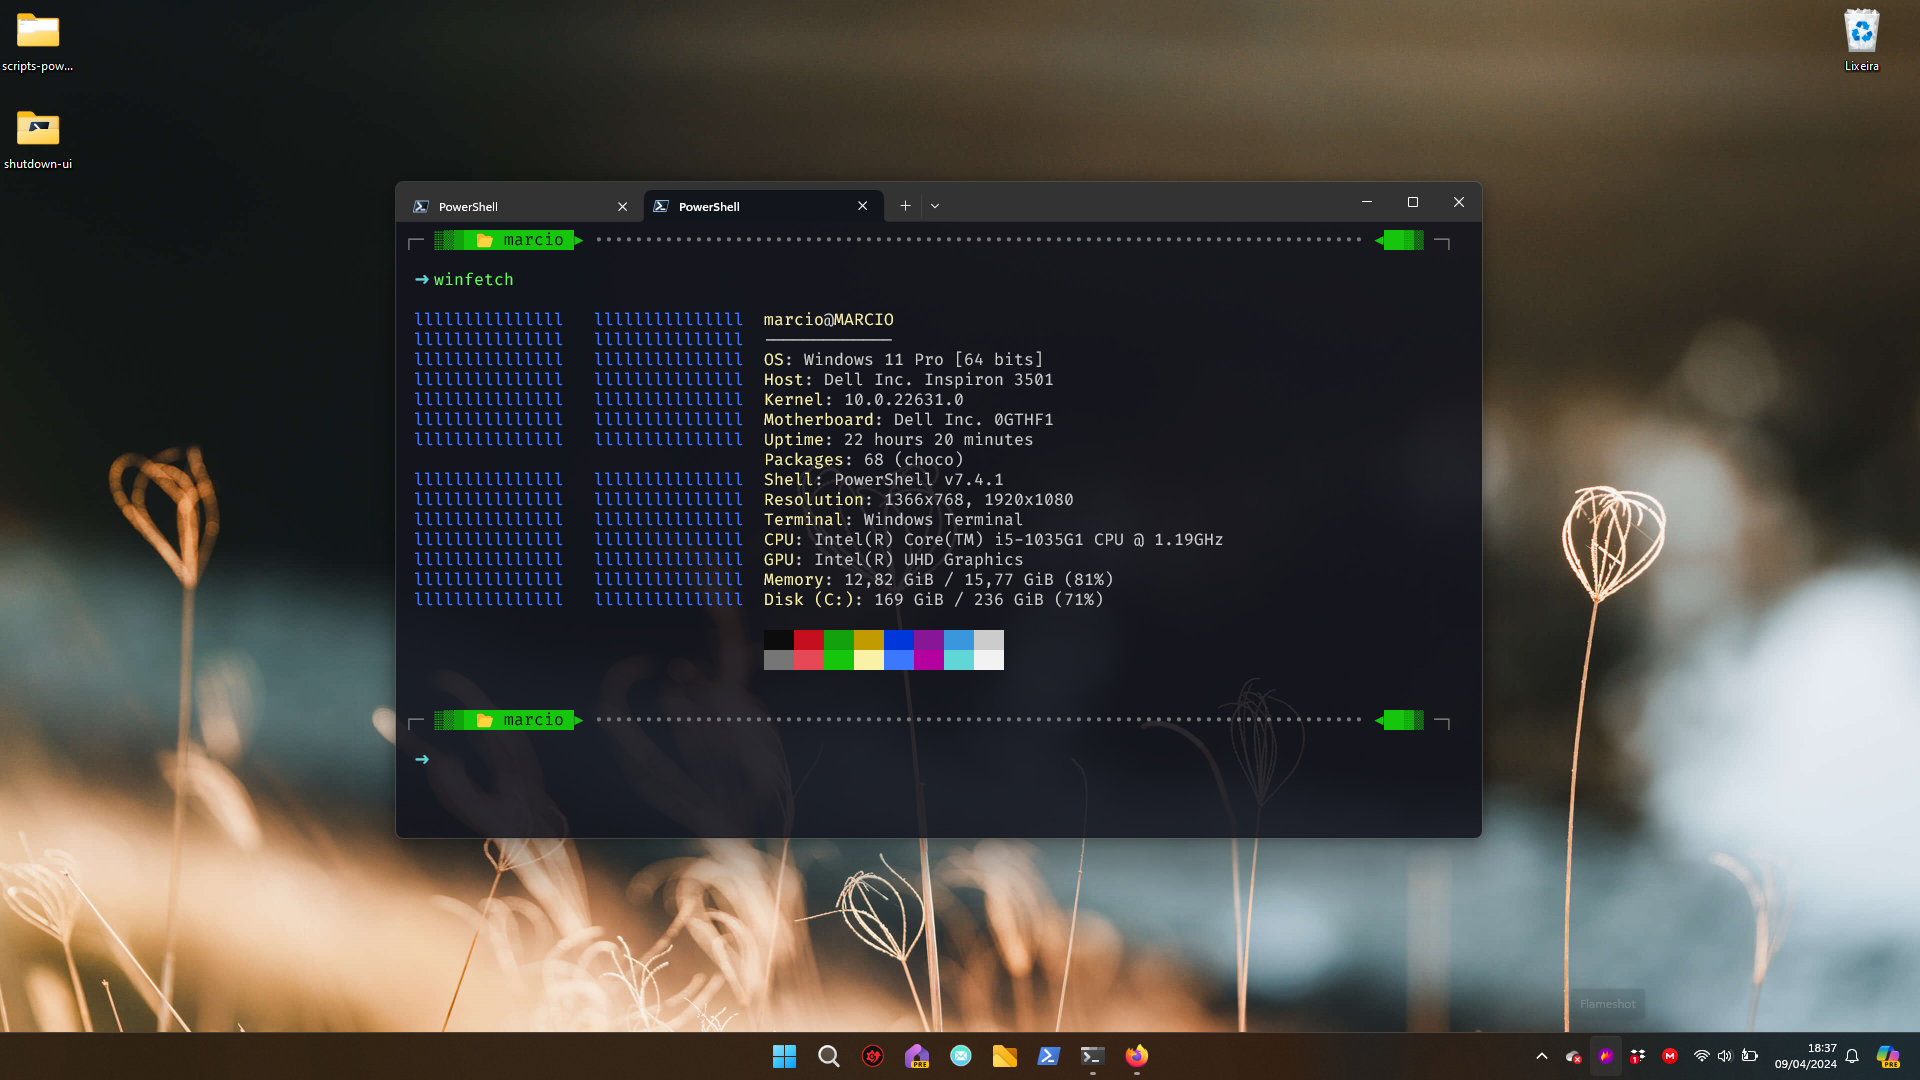 scripts-pow...
Lixeira
shutdown-ui
PowerShell
PowerShell
marcio
winfetch
lllllllllllllll   lllllllllllllll   marcio@MARCIO
lllllllllllllll   lllllllllllllll   -------------
lllllllllllllll   lllllllllllllll   OS: Windows 11 Pro [64 bits]
lllllllllllllll   lllllllllllllll   Host: Dell Inc. Inspiron 3501
lllllllllllllll   lllllllllllllll   Kernel: 10.0.22631.0
lllllllllllllll   lllllllllllllll   Motherboard: Dell Inc. 0GTHF1
lllllllllllllll   lllllllllllllll   Uptime: 22 hours 20 minutes
Packages: 68 (choco)
lllllllllllllll   lllllllllllllll   Shell: PowerShell v7.4.1
lllllllllllllll   lllllllllllllll   Resolution: 1366x768, 1920x1080
lllllllllllllll   lllllllllllllll   Terminal: Windows Terminal
lllllllllllllll   lllllllllllllll   CPU: Intel(R) Core(TM) i5-1035G1 CPU @ 1.19GHz
lllllllllllllll   lllllllllllllll   GPU: Intel(R) UHD Graphics
lllllllllllllll   lllllllllllllll   Memory: 12,82 GiB / 15,77 GiB (81%)
lllllllllllllll   lllllllllllllll   Disk (C:): 169 GiB / 236 GiB (71%)
marcio
Flameshot
PRE
1
M
18:37
09/04/2024
PRE